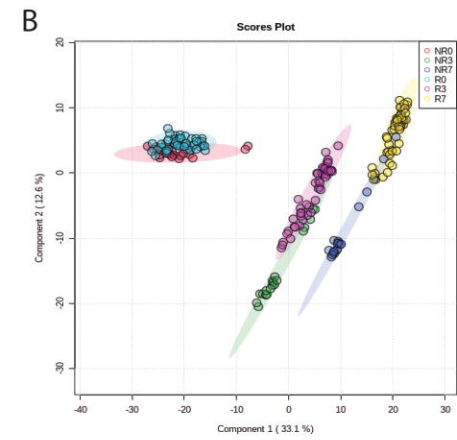 B
Scores Plot
NR0
NR3
NR7
R0
R3
R7
20
10
0
-10
-20
-30
Component 2 ( 12.6 %)
-40
-30
-20
-10
0
10
20
30
Component 1 ( 33.1 %)